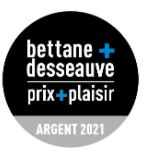 bettane +
desseauve
prix+plaisir
ARGENT 2021